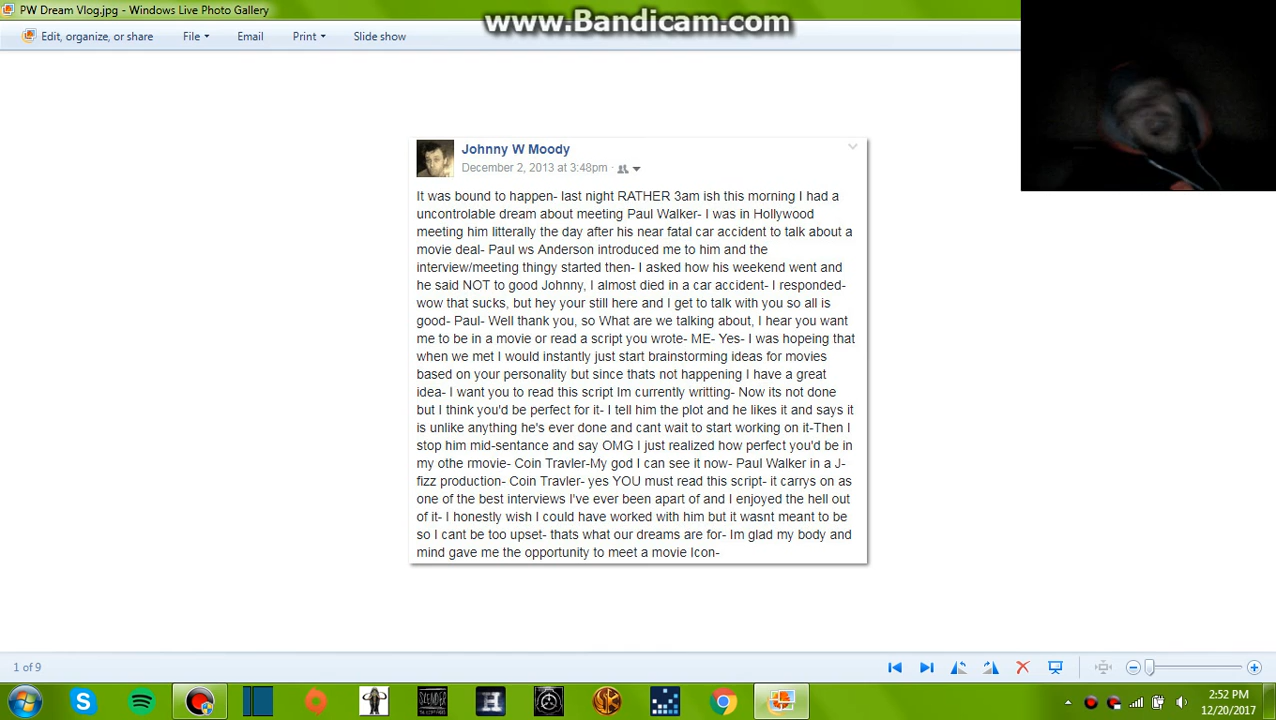 PW Dream Vlog.jpg - Windows Live Photo Gallery
www.Bandicam.com
Edit, organize, or share File Email Print Slide show
Johnny W Moody
December 2, 2013 at 3:48pm ·
It was bound to happen- last night RATHER 3am ish this morning I had a
uncontrolable dream about meeting Paul Walker- I was in Hollywood
meeting him litterally the day after his near fatal car accident to talk about a
movie deal- Paul ws Anderson introduced me to him and the
interview/meeting thingy started then- I asked how his weekend went and
he said NOT to good Johnny, I almost died in a car accident- I responded-
wow that sucks, but hey your still here and I get to talk with you so all is
good- Paul- Well thank you, so What are we talking about, I hear you want
me to be in a movie or read a script you wrote- ME- Yes- I was hopeing that
when we met I would instantly just start brainstorming ideas for movies
based on your personality but since thats not happening I have a great
idea- I want you to read this script Im currently writting- Now its not done
but I think you'd be perfect for it- I tell him the plot and he likes it and says it
is unlike anything he's ever done and cant wait to start working on it-Then I
stop him mid-sentance and say OMG I just realized how perfect you'd be in
my othe rmovie- Coin Travler-My god I can see it now- Paul Walker in a J-
fizz production- Coin Travler- yes YOU must read this script- it carrys on as
one of the best interviews I've ever been apart of and I enjoyed the hell out
of it- I honestly wish I could have worked with him but it wasnt meant to be
so I cant be too upset- thats what our dreams are for- Im glad my body and
mind gave me the opportunity to meet a movie Icon-
1 of 9
2:52 PM
12/20/2017